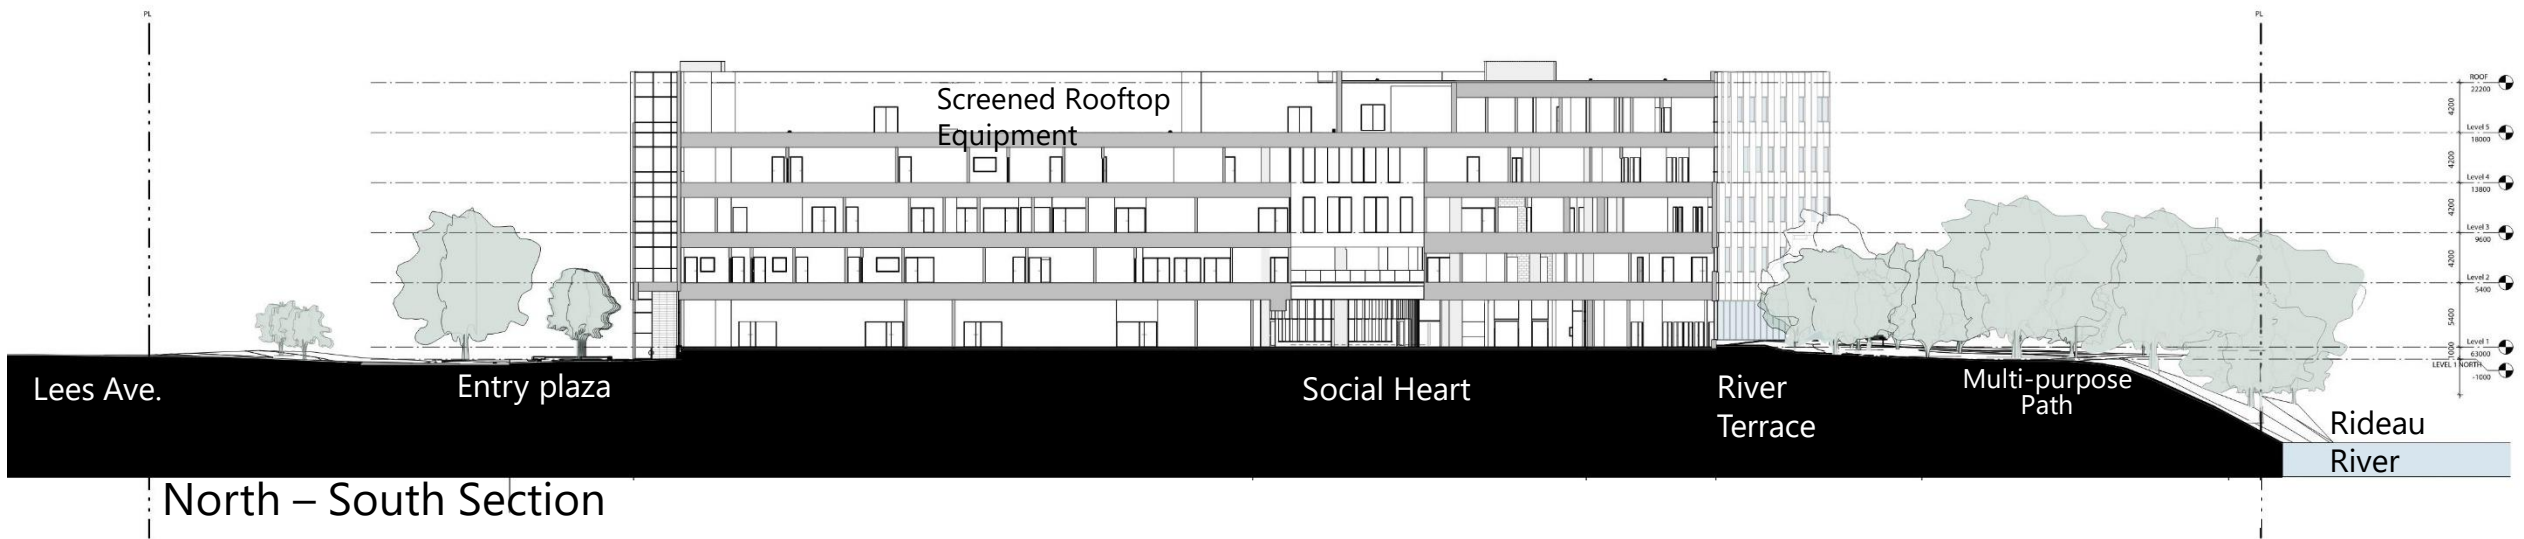 PL
PL
Screened Rooftop
Equipment
ROOF
22200
4200
Level 5
18000
4200
Level 4
13800
4200
Level 3
9600
4200
Level 2
5400
5400
Level 1
63000
1000
LEVEL 1 NORTH
-1000
Lees Ave.
Entry plaza
Social Heart
River
Terrace
Multi-purpose
Path
Rideau
River
North – South Section